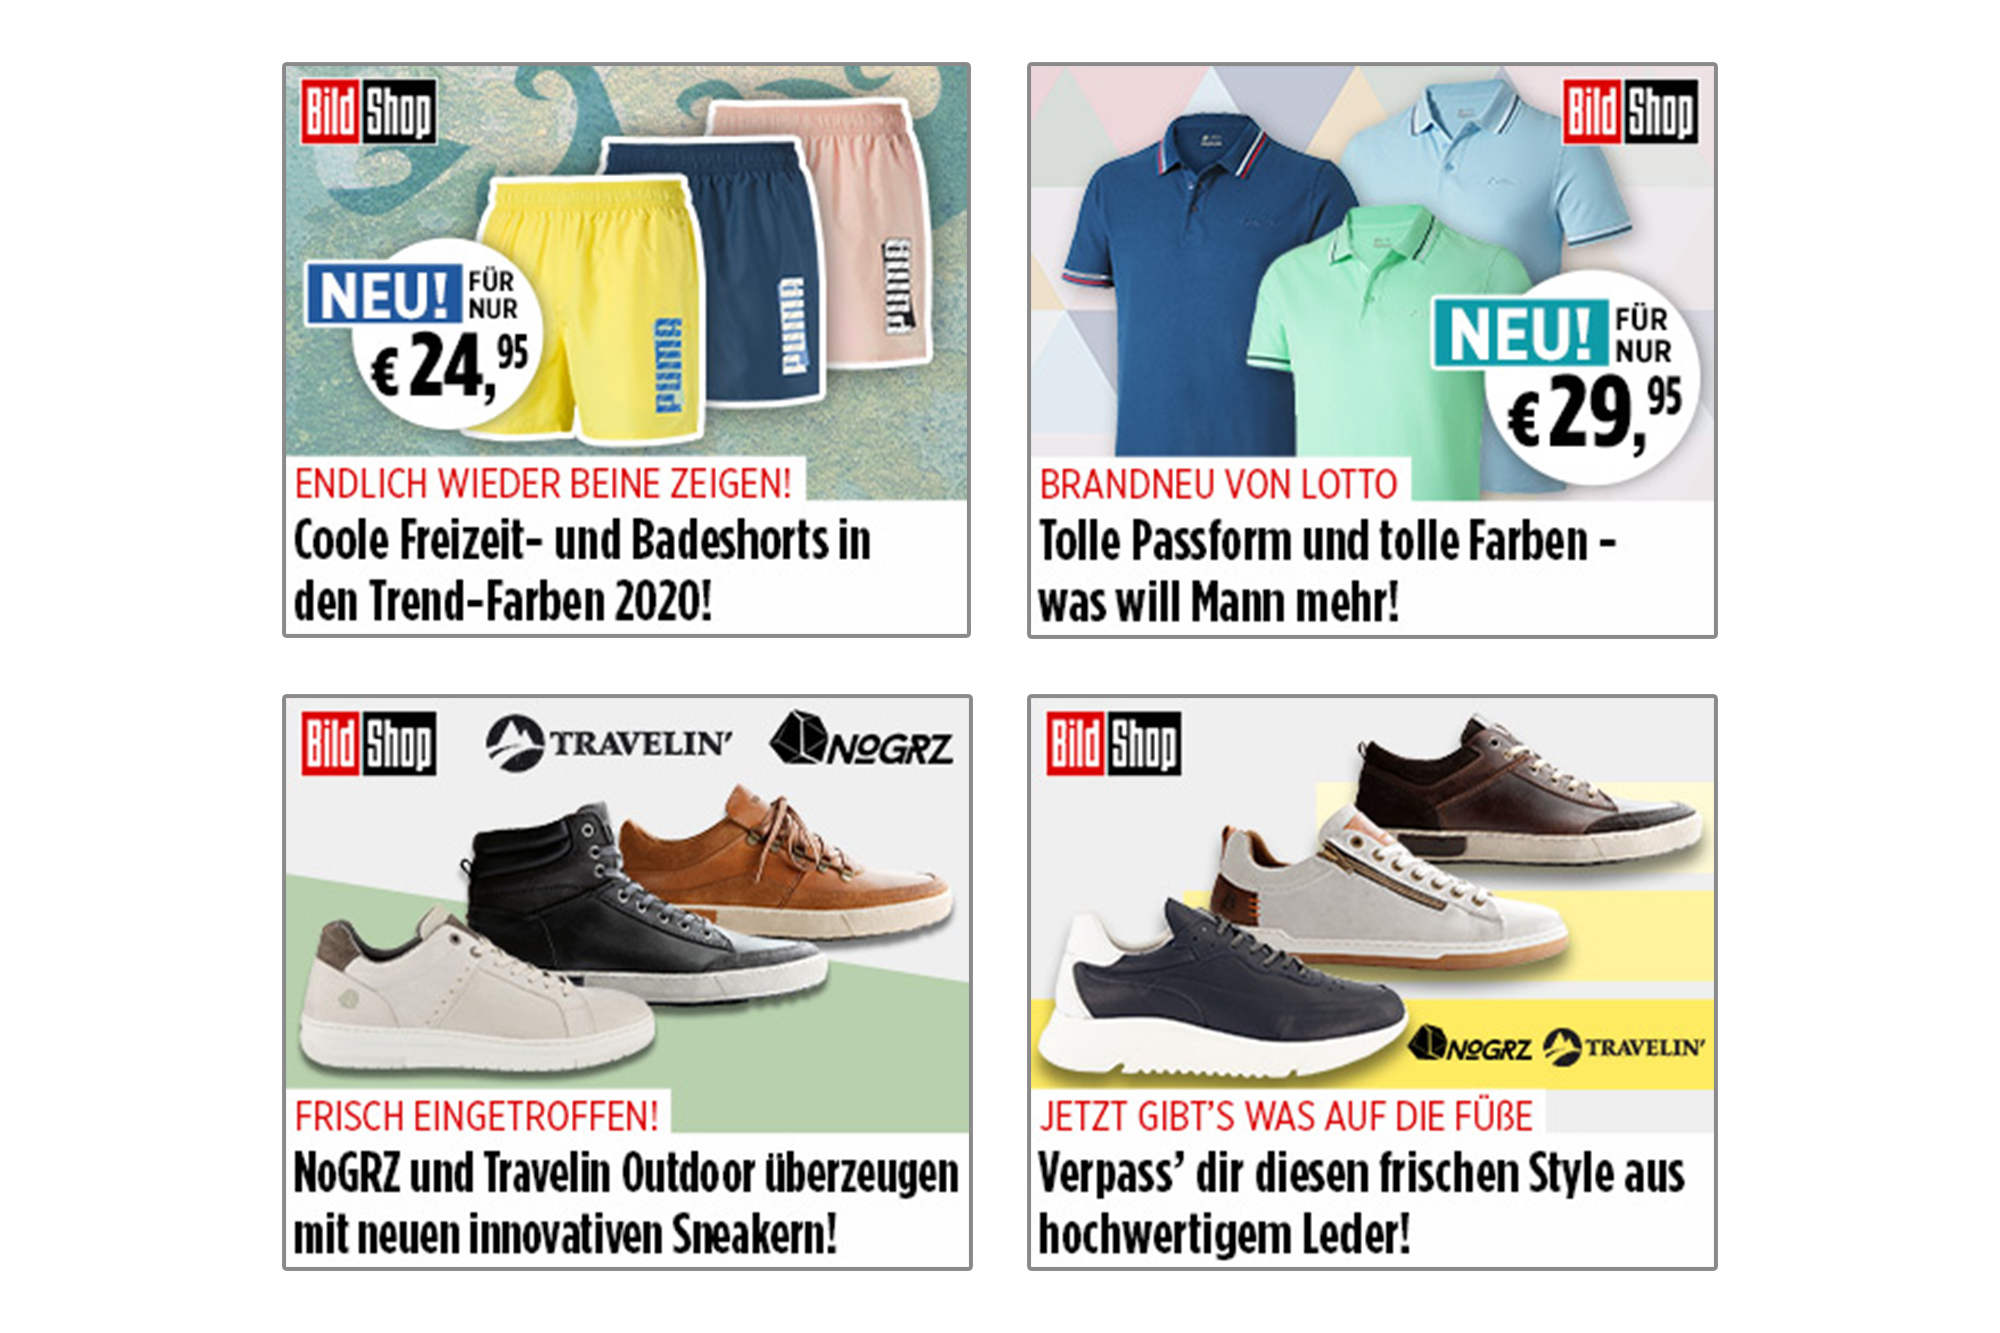 Bild Shop
NEU! FÜR NUR
€ 24,95
PUMA
PUMA
PUMA
ENDLICH WIEDER BEINE ZEIGEN!
Coole Freizeit- und Badeshorts in
den Trend-Farben 2020!
Bild Shop
NEU! FÜR NUR
€ 29,95
BRANDNEU VON LOTTO
Tolle Passform und tolle Farben -
was will Mann mehr!
Bild Shop
TRAVELIN'
NoGRZ
FRISCH EINGETROFFEN!
NoGRZ und Travelin Outdoor überzeugen
mit neuen innovativen Sneakern!
Bild Shop
NoGRZ
TRAVELIN'
JETZT GIBT'S WAS AUF DIE FÜßE
Verpass' dir diesen frischen Style aus
hochwertigem Leder!